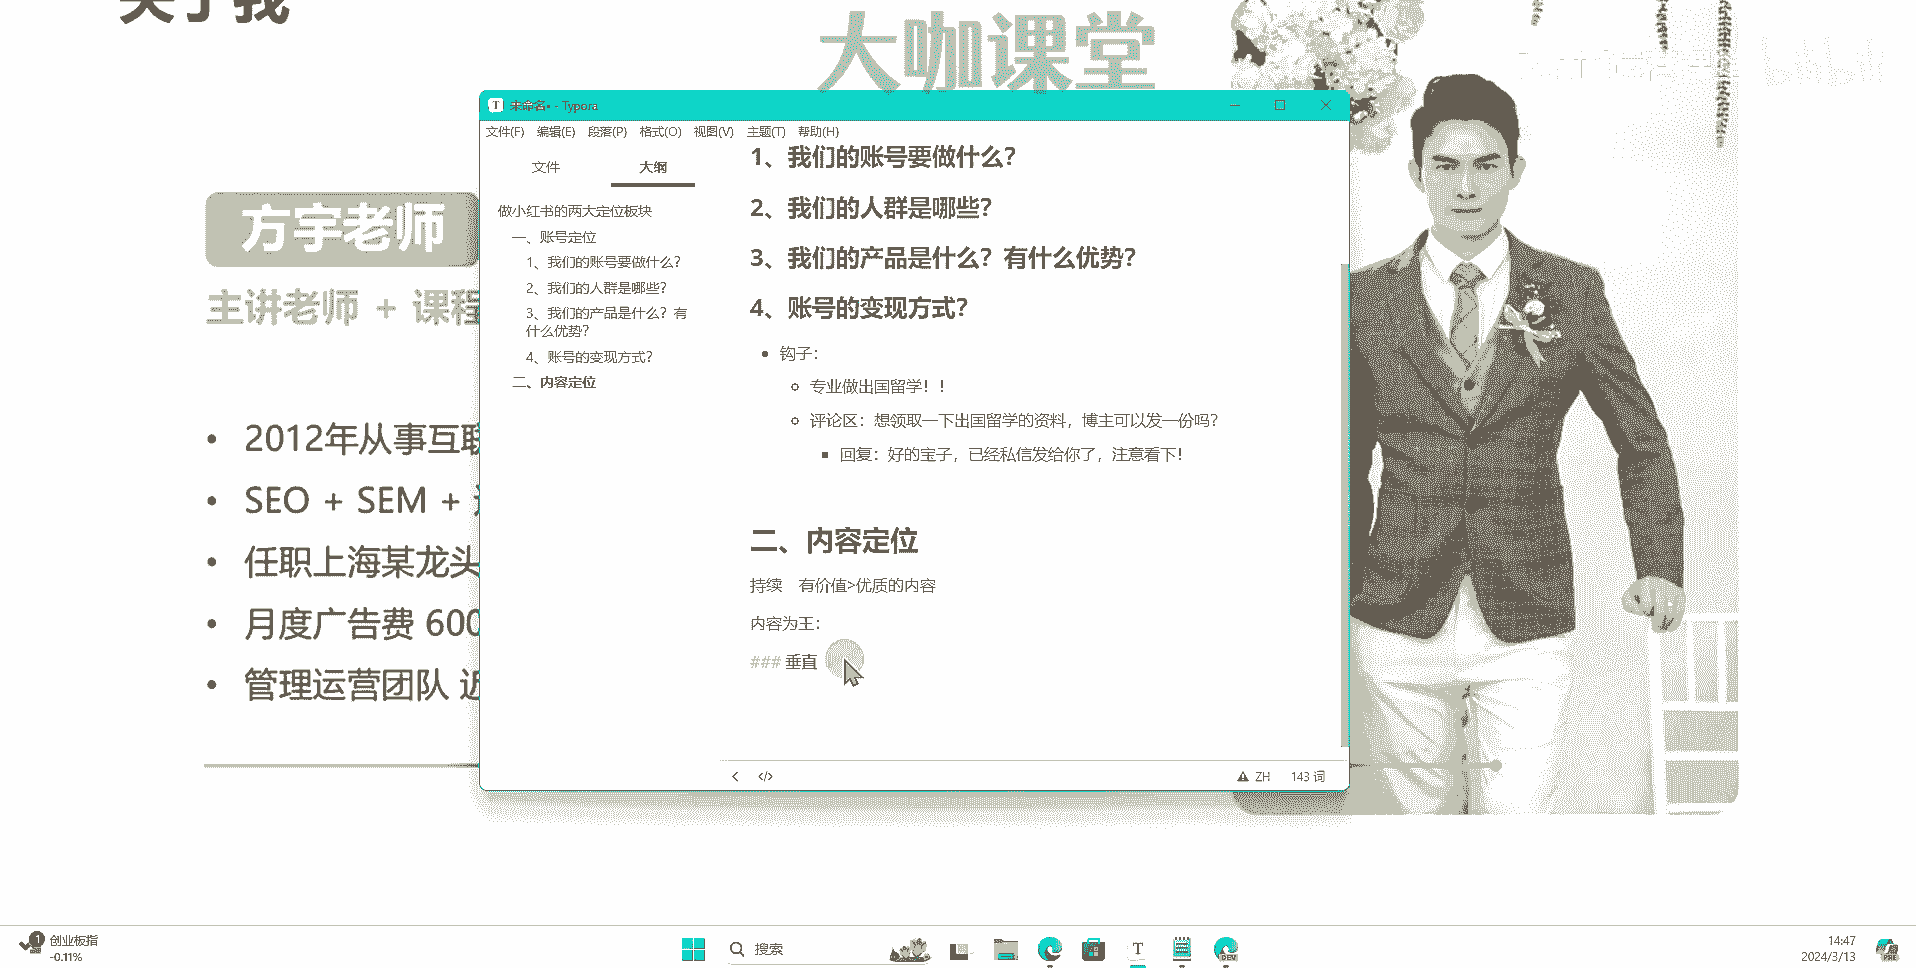 关于我
大咖课堂
bilibili
未命名• - Typora
文件(F) 编辑(E) 段落(P) 格式(O) 视图(V) 主题(T) 帮助(H)
文件 大纲
做小红书的两大定位板块
一、账号定位
1、我们的账号要做什么？
2、我们的人群是哪些？
3、我们的产品是什么？有
什么优势？
4、账号的变现方式？
二、内容定位
1、我们的账号要做什么？
2、我们的人群是哪些？
3、我们的产品是什么？有什么优势？
4、账号的变现方式？
• 钩子：
专业做出国留学！！
评论区：想领取一下出国留学的资料，博主可以发一份吗？
回复：好的宝子，已经私信发给你了，注意看下！
二、内容定位
持续 有价值>优质的内容
内容为王：
### 垂直
ZH 143 词
方宇老师
主讲老师 + 课程
• 2012年从事互联
• SEO + SEM +
• 任职上海某龙头
• 月度广告费 600
• 管理运营团队 近
1
创业板指
-0.11%
搜索
T
DEV
14:47
2024/3/13
PRE